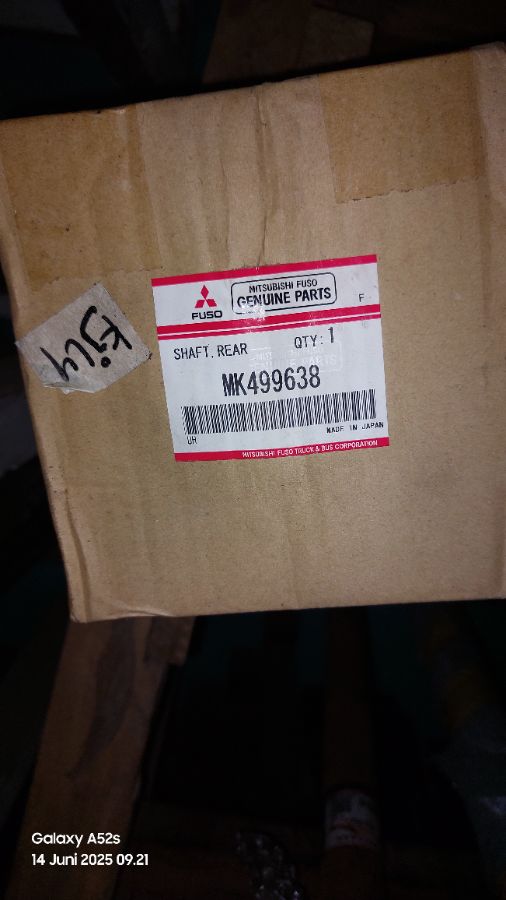 FUSO
MITSUBISHI FUSO
GENUINE PARTS
F
SHAFT, REAR
QTY: 1
MK499638
UR
MADE IN JAPAN
MITSUBISHI FUSO TRUCK & BUS CORPORATION
Galaxy A52s
14 Juni 2025 09.21